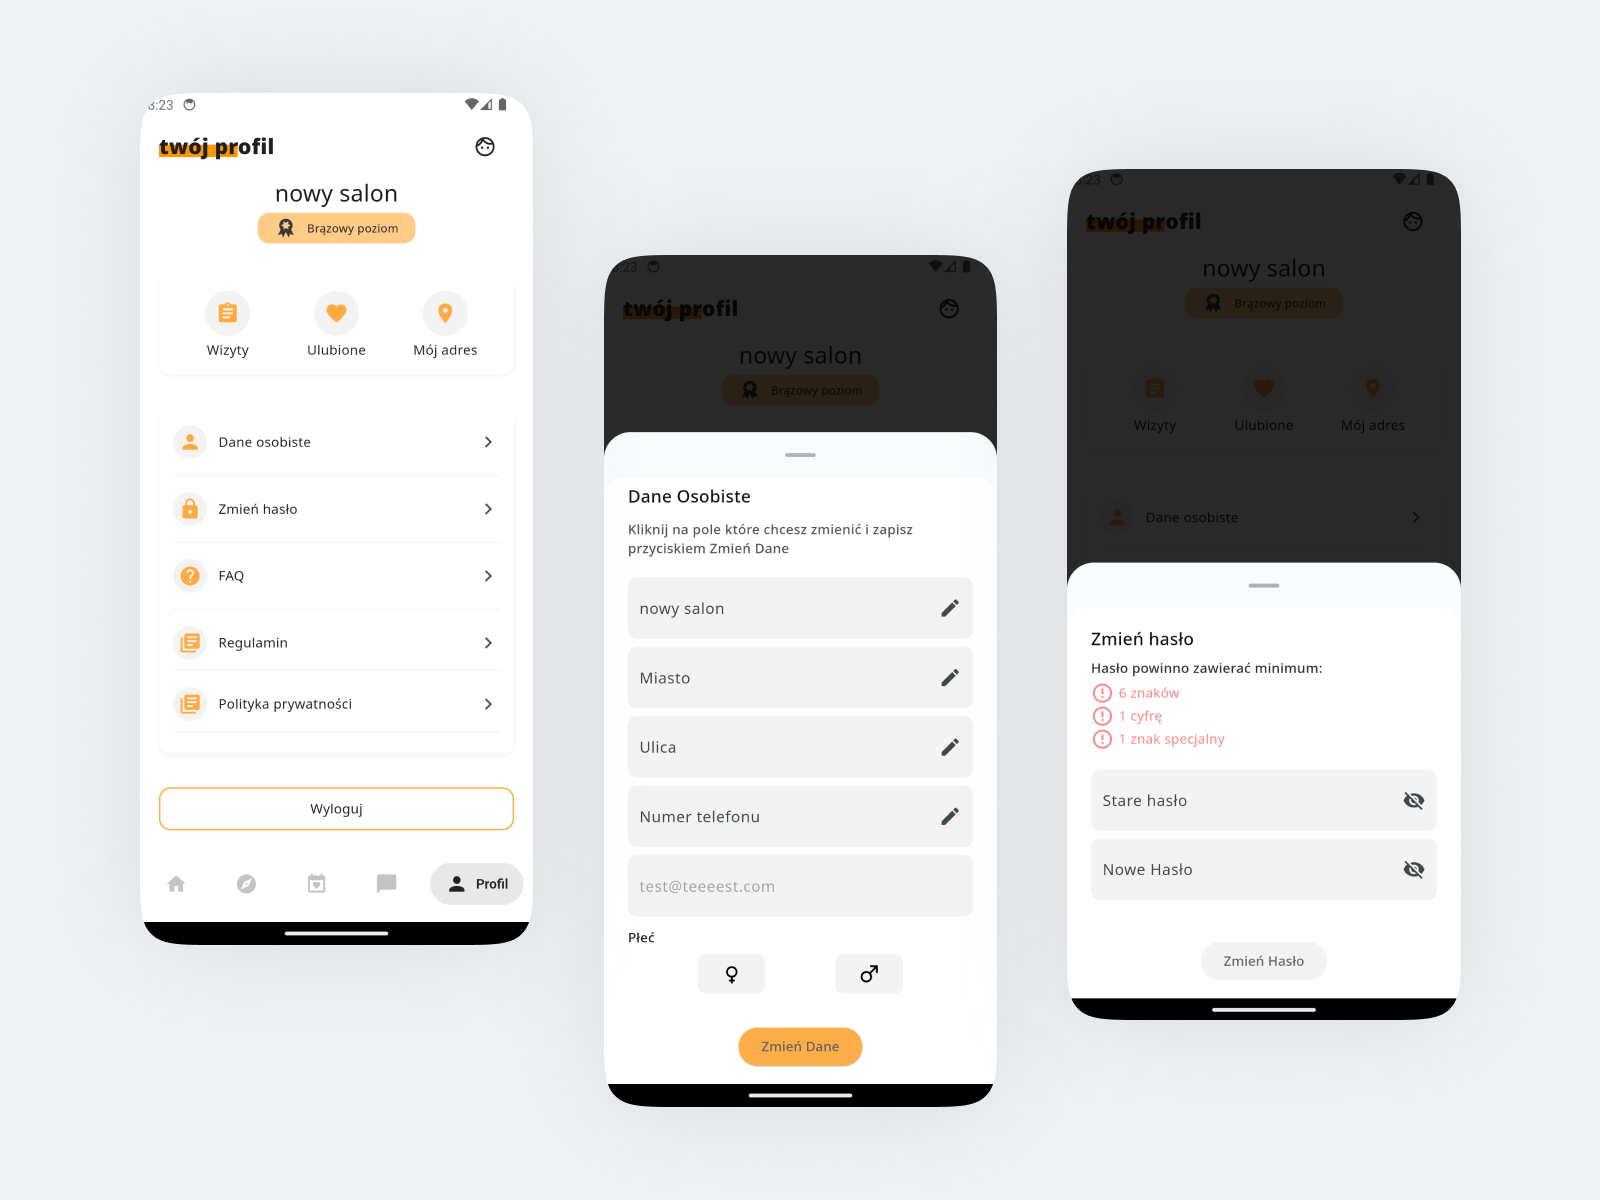 8:23
twój profil
nowy salon
Brązowy poziom
Wizyty
Ulubione
Mój adres
Dane osobiste
Zmień hasło
FAQ
Regulamin
Polityka prywatności
Wyloguj
Profil
8:23
twój profil
nowy salon
Brązowy poziom
Dane Osobiste
Kliknij na pole które chcesz zmienić i zapisz
przyciskiem Zmień Dane
nowy salon
Miasto
Ulica
Numer telefonu
test@teeeest.com
Płeć
Zmień Dane
:23
twój profil
nowy salon
Brązowy poziom
Wizyty
Ulubione
Mój adres
Dane osobiste
Zmień hasło
Hasło powinno zawierać minimum:
6 znaków
1 cyfrę
1 znak specjalny
Stare hasło
Nowe Hasło
Zmień Hasło